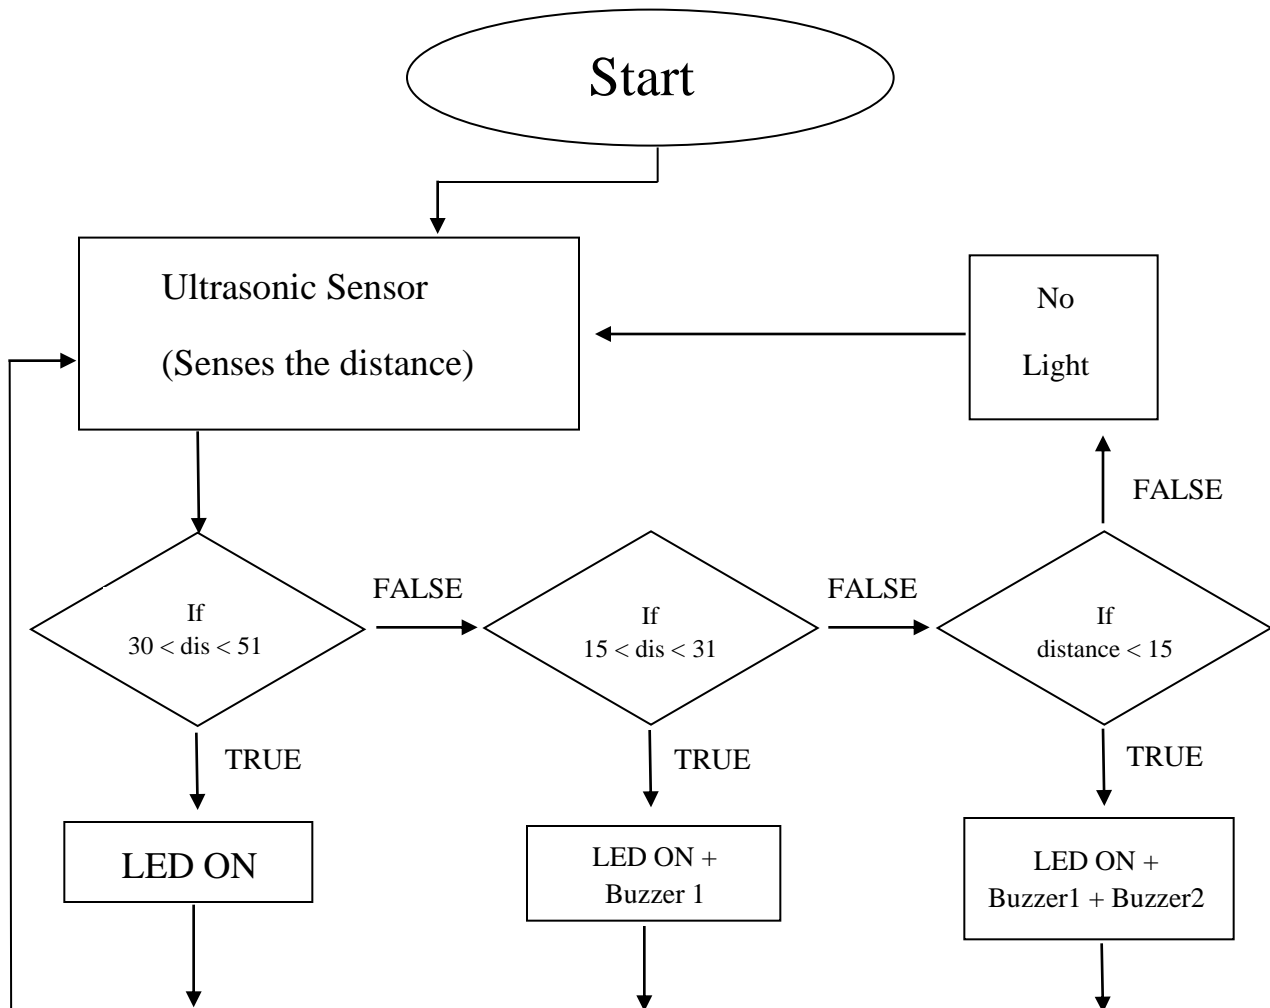 Start
Ultrasonic Sensor
(Senses the distance)
No
Light
FALSE
If
30 < dis < 51
FALSE
If
15 < dis < 31
FALSE
If
distance < 15
TRUE
TRUE
TRUE
LED ON
LED ON +
Buzzer 1
LED ON +
Buzzer1 + Buzzer2